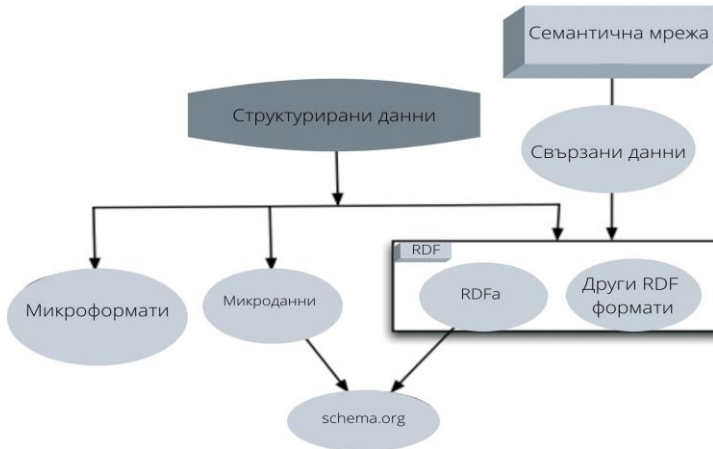 Семантична мрежа
Структурирани данни
Свързани данни
RDF
Микроформати
Микроданни
RDFa
Други RDF
формати
schema.org